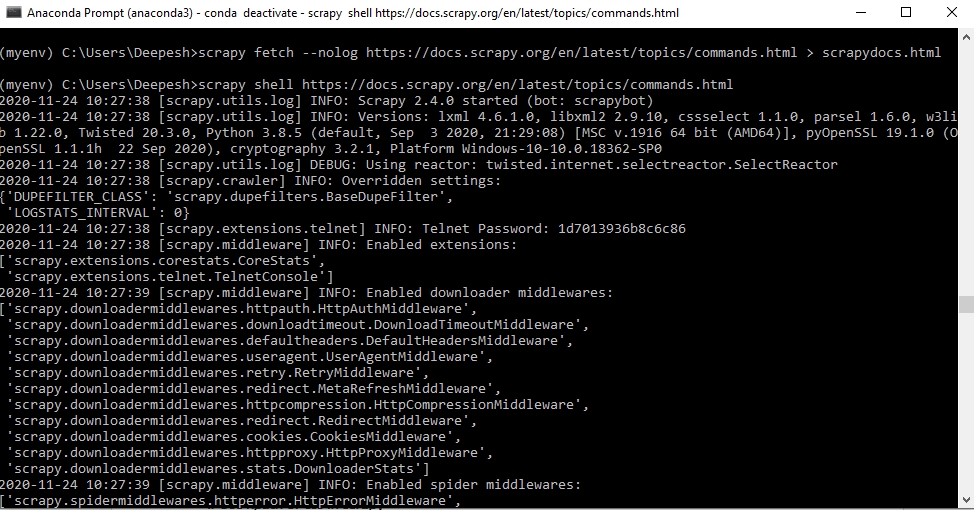 Anaconda Prompt (anaconda3) - conda  deactivate - scrapy  shell https://docs.scrapy.org/en/latest/topics/commands.html
(myenv) C:\Users\Deepesh>scrapy fetch --nolog https://docs.scrapy.org/en/latest/topics/commands.html > scrapydocs.html
(myenv) C:\Users\Deepesh>scrapy shell https://docs.scrapy.org/en/latest/topics/commands.html
2020-11-24 10:27:38 [scrapy.utils.log] INFO: Scrapy 2.4.0 started (bot: scrapybot)
2020-11-24 10:27:38 [scrapy.utils.log] INFO: Versions: lxml 4.6.1.0, libxml2 2.9.10, cssselect 1.1.0, parsel 1.6.0, w3li
b 1.22.0, Twisted 20.3.0, Python 3.8.5 (default, Sep  3 2020, 21:29:08) [MSC v.1916 64 bit (AMD64)], pyOpenSSL 19.1.0 (O
penSSL 1.1.1h  22 Sep 2020), cryptography 3.2.1, Platform Windows-10-10.0.18362-SP0
2020-11-24 10:27:38 [scrapy.utils.log] DEBUG: Using reactor: twisted.internet.selectreactor.SelectReactor
2020-11-24 10:27:38 [scrapy.crawler] INFO: Overridden settings:
{'DUPEFILTER_CLASS': 'scrapy.dupefilters.BaseDupeFilter',
 'LOGSTATS_INTERVAL': 0}
2020-11-24 10:27:38 [scrapy.extensions.telnet] INFO: Telnet Password: 1d7013936b8c6c86
2020-11-24 10:27:38 [scrapy.middleware] INFO: Enabled extensions:
['scrapy.extensions.corestats.CoreStats',
 'scrapy.extensions.telnet.TelnetConsole']
2020-11-24 10:27:39 [scrapy.middleware] INFO: Enabled downloader middlewares:
['scrapy.downloadermiddlewares.httpauth.HttpAuthMiddleware',
 'scrapy.downloadermiddlewares.downloadtimeout.DownloadTimeoutMiddleware',
 'scrapy.downloadermiddlewares.defaultheaders.DefaultHeadersMiddleware',
 'scrapy.downloadermiddlewares.useragent.UserAgentMiddleware',
 'scrapy.downloadermiddlewares.retry.RetryMiddleware',
 'scrapy.downloadermiddlewares.redirect.MetaRefreshMiddleware',
 'scrapy.downloadermiddlewares.httpcompression.HttpCompressionMiddleware',
 'scrapy.downloadermiddlewares.redirect.RedirectMiddleware',
 'scrapy.downloadermiddlewares.cookies.CookiesMiddleware',
 'scrapy.downloadermiddlewares.httpproxy.HttpProxyMiddleware',
 'scrapy.downloadermiddlewares.stats.DownloaderStats']
2020-11-24 10:27:39 [scrapy.middleware] INFO: Enabled spider middlewares:
['scrapy.spidermiddlewares.httperror.HttpErrorMiddleware',